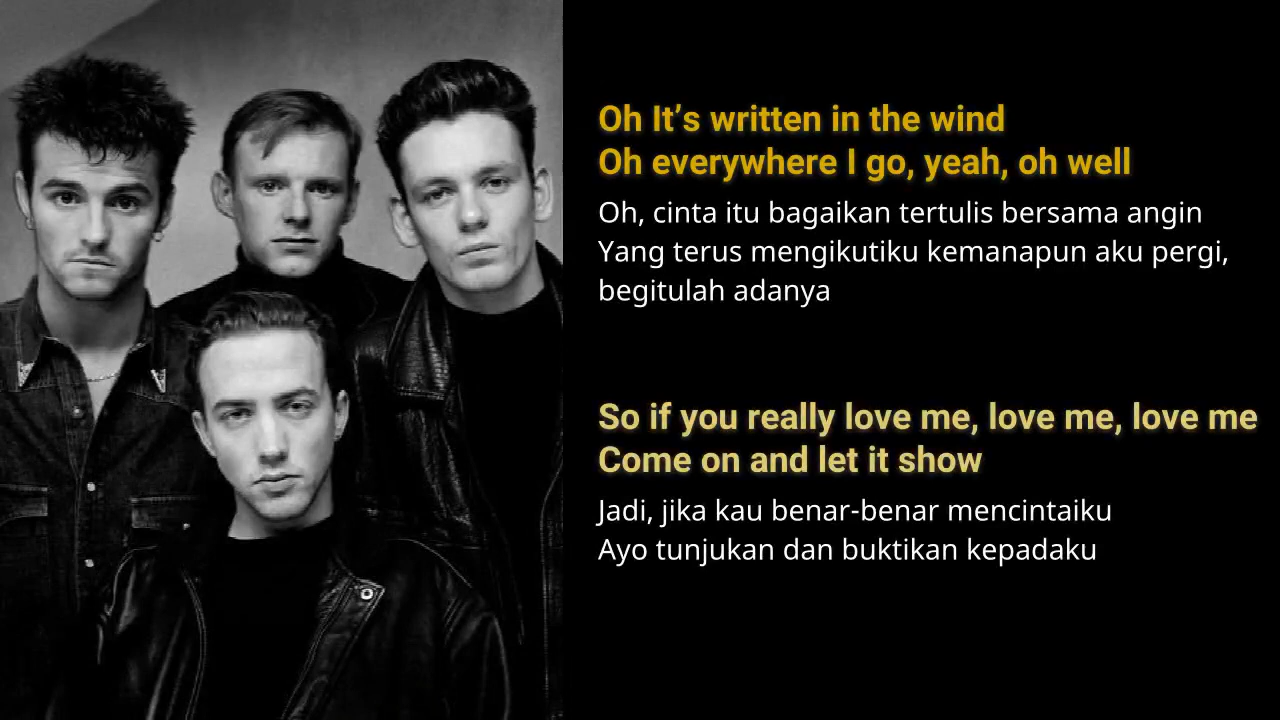 Oh It’s written in the wind
Oh everywhere I go, yeah, oh well
Oh, cinta itu bagaikan tertulis bersama angin
Yang terus mengikutiku kemanapun aku pergi,
begitulah adanya
So if you really love me, love me, love me
Come on and let it show
Jadi, jika kau benar-benar mencintaiku
Ayo tunjukan dan buktikan kepadaku